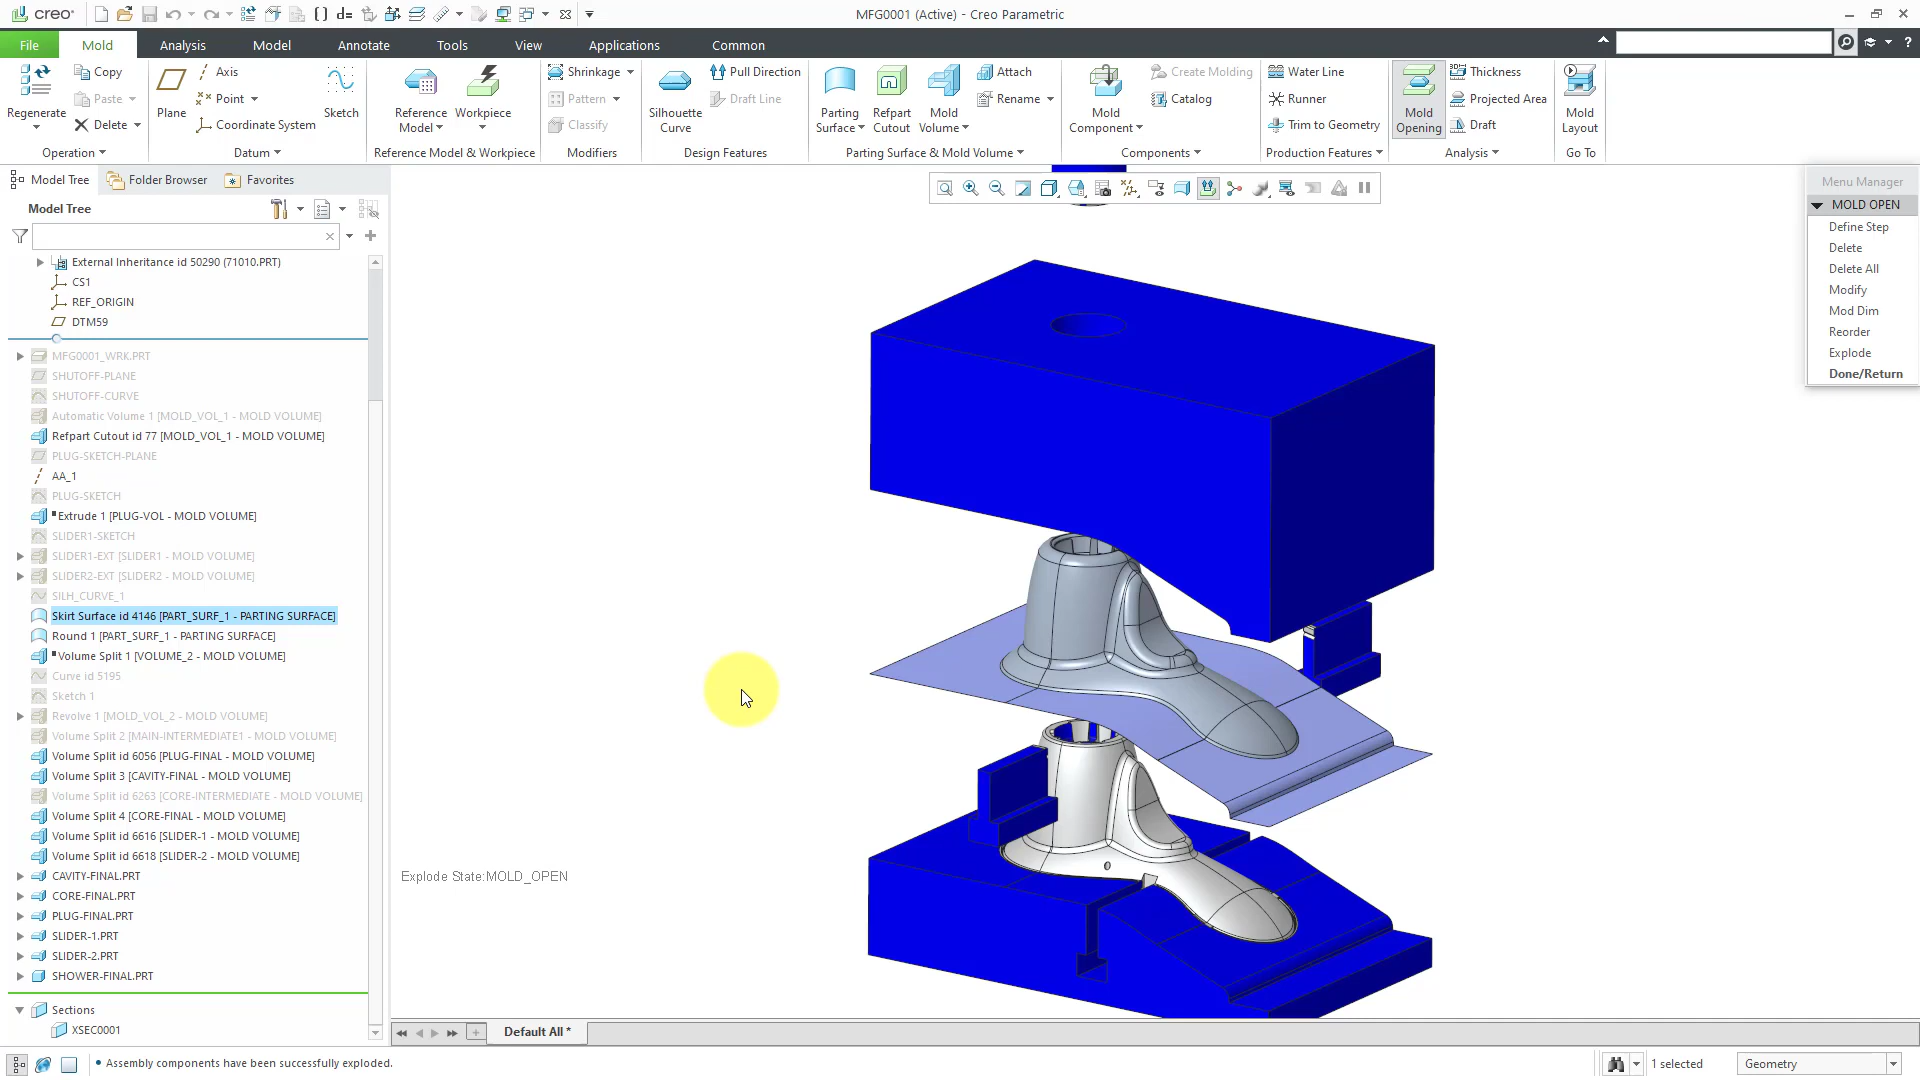 creo
MFG0001 (Active) - Creo Parametric
File
Mold
Analysis
Model
Annotate
Tools
View
Applications
Common
Regenerate
Copy
Paste
Delete
Operation
Plane
Axis
Point
Coordinate System
Sketch
Datum
Reference Model
Workpiece
Reference Model & Workpiece
Shrinkage
Pattern
Classify
Modifiers
Silhouette Curve
Pull Direction
Draft Line
Design Features
Parting Surface
Refpart Cutout
Mold Volume
Attach
Rename
Parting Surface & Mold Volume
Mold Component
Create Molding
Catalog
Components
Water Line
Runner
Trim to Geometry
Production Features
Mold Opening
Thickness
Projected Area
Draft
Analysis
Mold Layout
Go To
Model Tree
Folder Browser
Favorites
Model Tree
External Inheritance id 50290 (71010.PRT)
CS1
REF_ORIGIN
DTM59
MFG0001_WRK.PRT
SHUTOFF-PLANE
SHUTOFF-CURVE
Automatic Volume 1 [MOLD_VOL_1 - MOLD VOLUME]
Refpart Cutout id 77 [MOLD_VOL_1 - MOLD VOLUME]
PLUG-SKETCH-PLANE
AA_1
PLUG-SKETCH
Extrude 1 [PLUG-VOL - MOLD VOLUME]
SLIDER1-SKETCH
SLIDER1-EXT [SLIDER1 - MOLD VOLUME]
SLIDER2-EXT [SLIDER2 - MOLD VOLUME]
SILH_CURVE_1
Skirt Surface id 4146 [PART_SURF_1 - PARTING SURFACE]
Round 1 [PART_SURF_1 - PARTING SURFACE]
Volume Split 1 [VOLUME_2 - MOLD VOLUME]
Curve id 5195
Sketch 1
Revolve 1 [MOLD_VOL_2 - MOLD VOLUME]
Volume Split 2 [MAIN-INTERMEDIATE1 - MOLD VOLUME]
Volume Split id 6056 [PLUG-FINAL - MOLD VOLUME]
Volume Split 3 [CAVITY-FINAL - MOLD VOLUME]
Volume Split id 6263 [CORE-INTERMEDIATE - MOLD VOLUME]
Volume Split 4 [CORE-FINAL - MOLD VOLUME]
Volume Split id 6616 [SLIDER-1 - MOLD VOLUME]
Volume Split id 6618 [SLIDER-2 - MOLD VOLUME]
CAVITY-FINAL.PRT
CORE-FINAL.PRT
PLUG-FINAL.PRT
SLIDER-1.PRT
SLIDER-2.PRT
SHOWER-FINAL.PRT
Sections
XSEC0001
Menu Manager
MOLD OPEN
Define Step
Delete
Delete All
Modify
Mod Dim
Reorder
Explode
Done/Return
Explode State:MOLD_OPEN
Default All *
Assembly components have been successfully exploded.
1 selected
Geometry